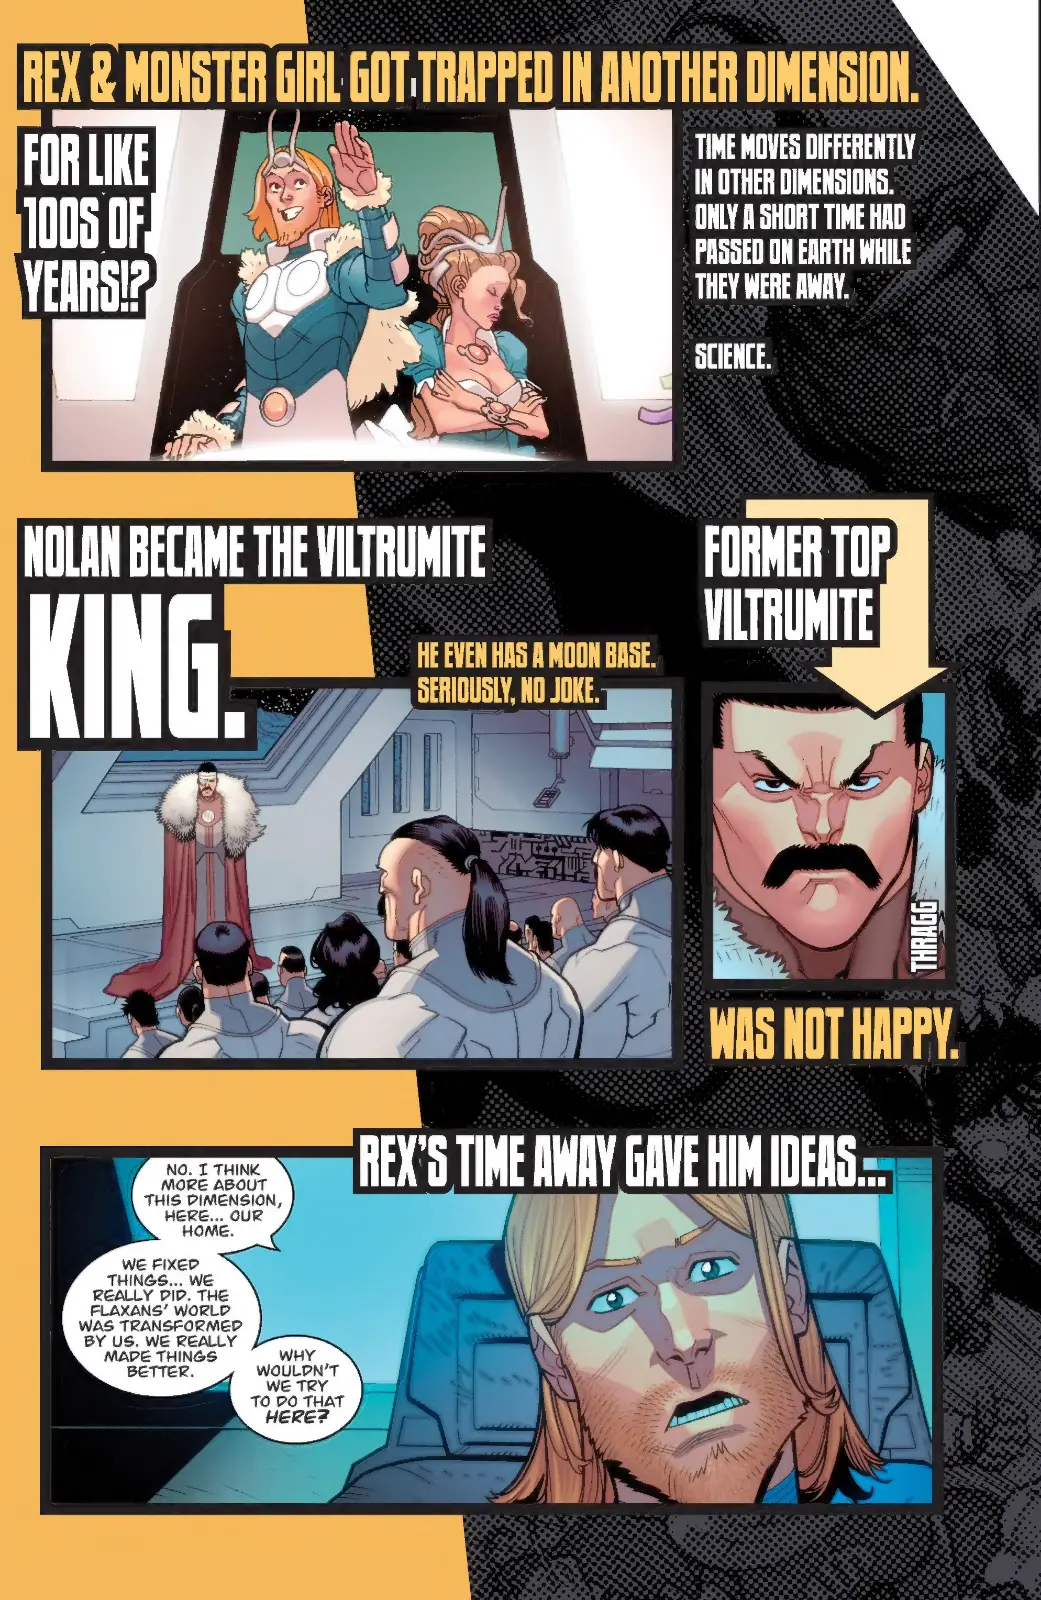 REX & MONSTER GIRL GOT TRAPPED IN ANOTHER DIMENSION.
FOR LIKE
100S OF
YEARS!?
TIME MOVES DIFFERENTLY
IN OTHER DIMENSIONS.
ONLY A SHORT TIME HAD
PASSED ON EARTH WHILE
THEY WERE AWAY.
SCIENCE.
NOLAN BECAME THE VILTRUMITE
KING.
HE EVEN HAS A MOON BASE.
SERIOUSLY, NO JOKE.
FORMER TOP
VILTRUMITE
THRAGG
WAS NOT HAPPY.
REX'S TIME AWAY GAVE HIM IDEAS...
NO. I THINK
MORE ABOUT
THIS DIMENSION,
HERE... OUR
HOME.
WE FIXED
THINGS... WE
REALLY DID. THE
FLAXANS' WORLD
WAS TRANSFORMED
BY US. WE REALLY
MADE THINGS
BETTER.
WHY
WOULDN'T
WE TRY
TO DO THAT
HERE?